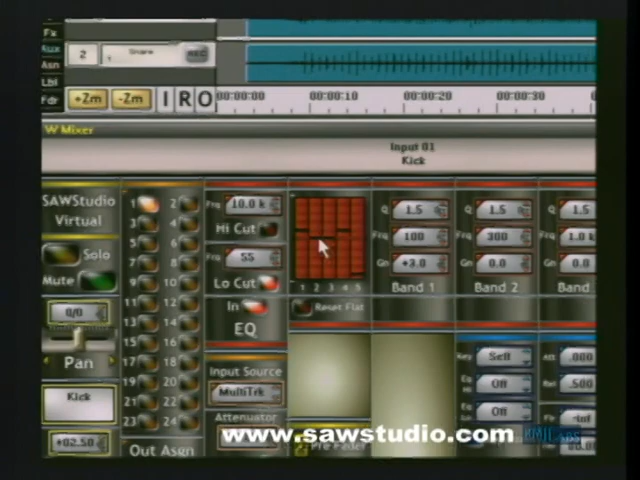 Fx
Aux
Asn
Lbl
Fdr
2
Snare
REC
+Zm
-Zm
I R O
00:00:00
00:00:10
00:00:20
00:00:30
W Mixer
Input 01
Kick
SAWStudio
Virtual
Solo
Mute
Pan
Kick
+02.50
1 2
3 4
5 6
7 8
9 10
11 12
13 14
15 16
17 18
19 20
21 22
23 24
Out Asgn
Frq 10.0 k
Hi Cut
Frq 55
Lo Cut
In
EQ
Input Source
MultiTrk
Attenuator
1 2 3 4 5
Reset Flat
Pre Fader
Q 1.5
Frq 100
Gn +3.0
Band 1
Q 1.5
Frq 300
Gn 0.0
Band 2
Q 1.5
Frq 1.0 k
Gn 0.0
Band
Key Self
Off
Off
Att .000
Rel .500
-Inf
www.sawstudio.com